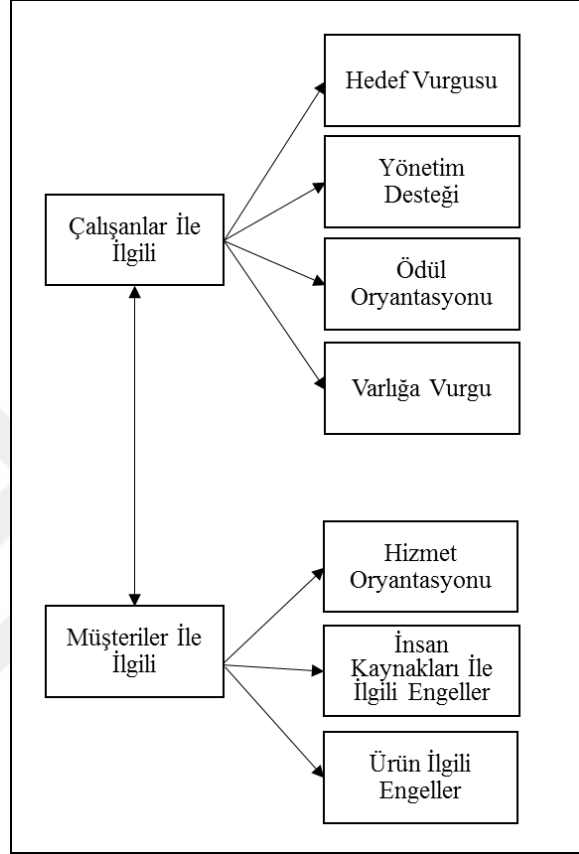 Hedef Vurgusu
Yönetim
Desteği
Çalışanlar İle
İlgili
Ödül
Oryantasyonu
Varlığa Vurgu
Hizmet
Oryantasyonu
Müşteriler İle
İlgili
İnsan
Kaynakları İle
İlgili Engeller
Ürün İlgili
Engeller